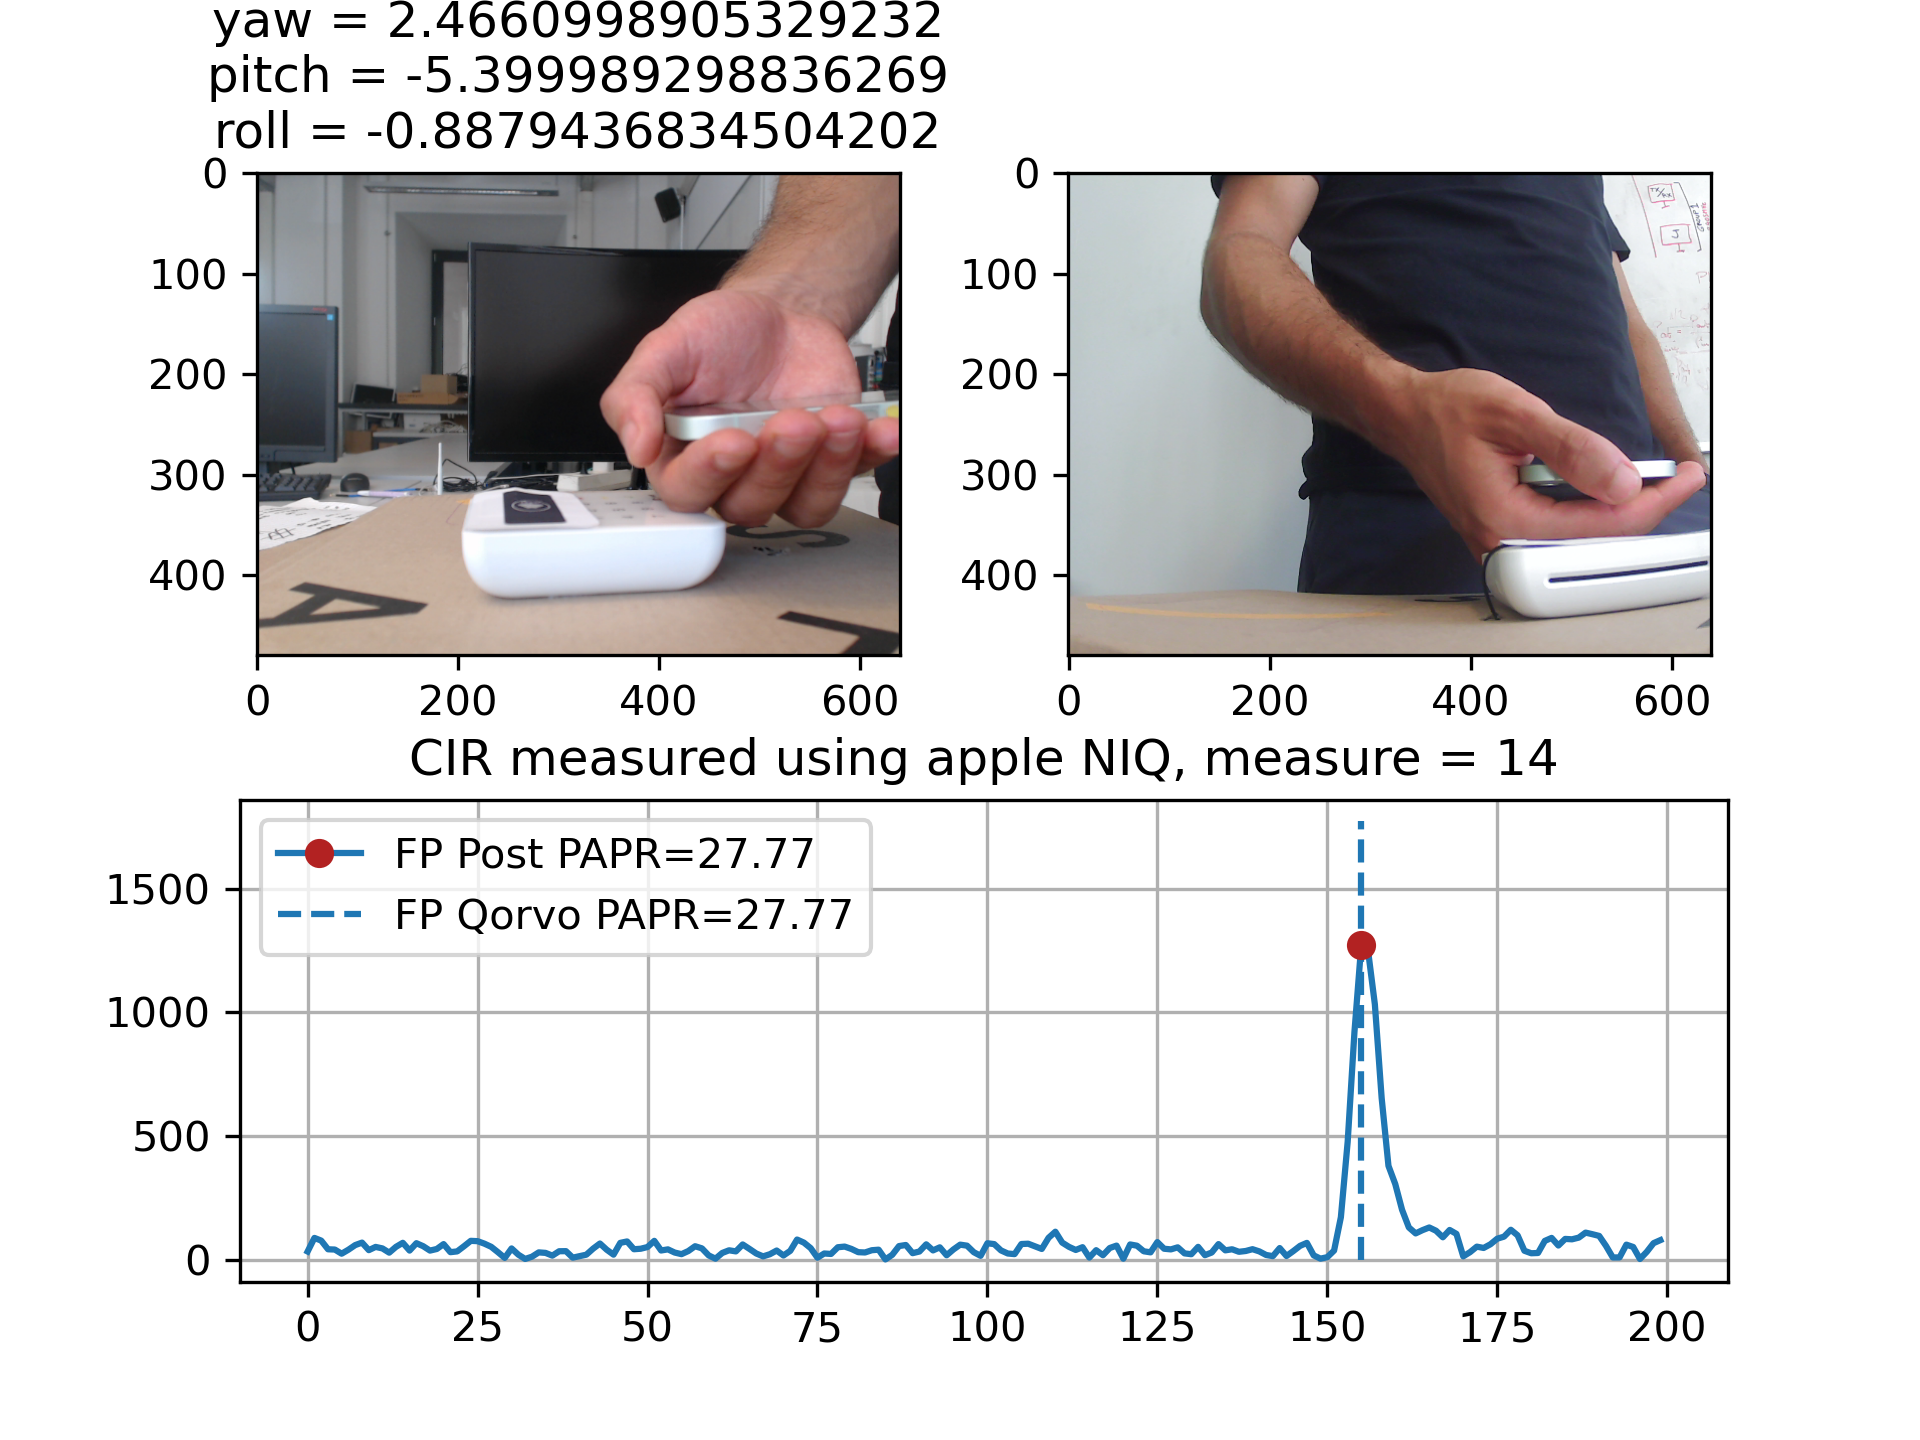 yaw = 2.4660998905329232
pitch = -5.399989298836269
roll = -0.8879436834504202
0
100
200
300
400
0 200 400 600
0
100
200
300
400
0 200 400 600
TX/RX
A
S
CIR measured using apple NIQ, measure = 14
FP Post PAPR=27.77
FP Qorvo PAPR=27.77
1500
1000
500
0
0 25 50 75 100 125 150 175 200